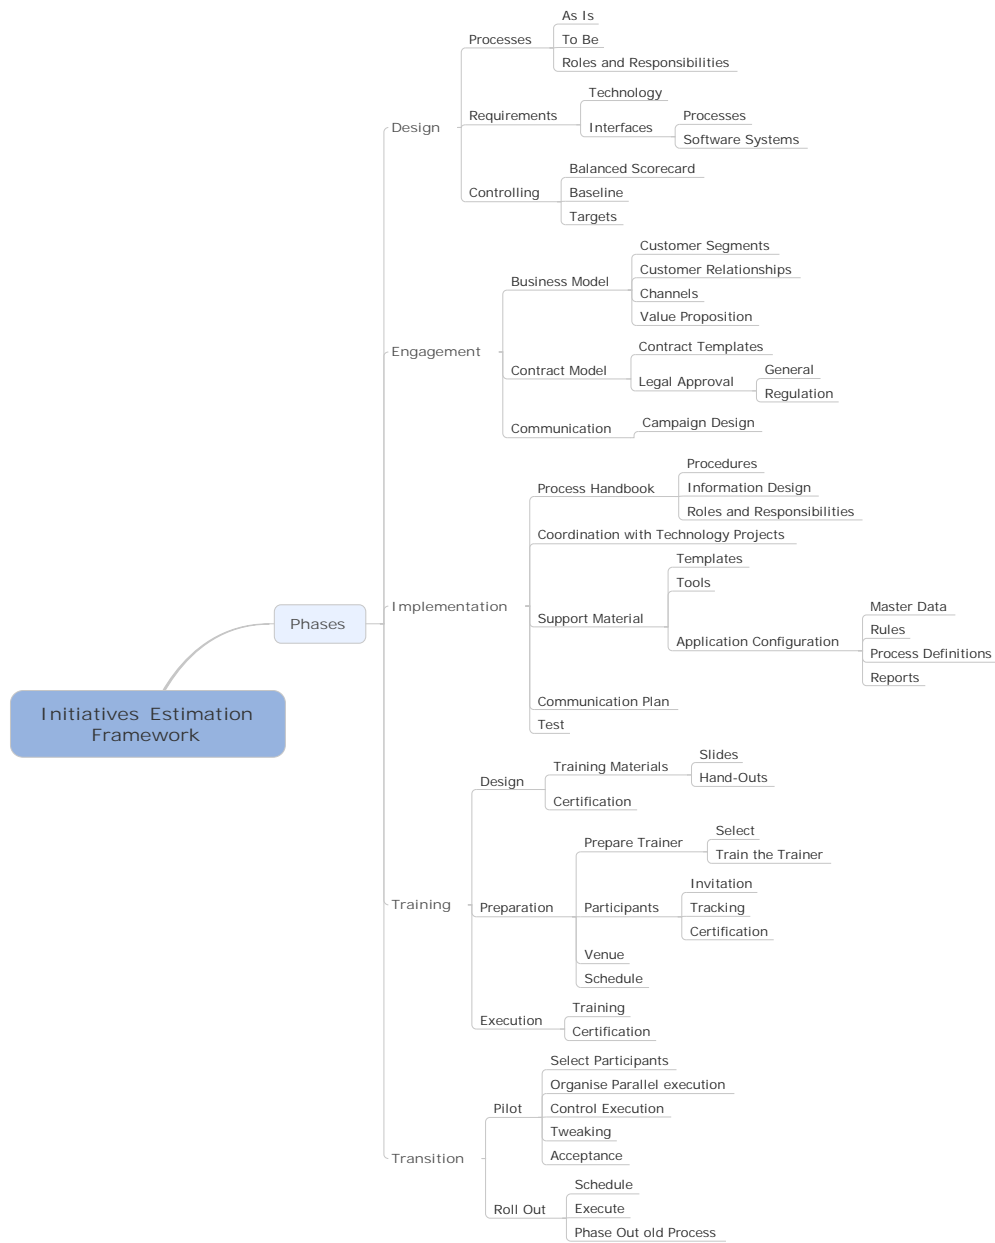 As Is
Processes
To Be
Roles and Responsibilities
Technology
Requirements
Processes
Interfaces
Design
Software Systems
Balanced Scorecard
Controlling
Baseline
Targets
Customer Segments
Customer Relationships
Business Model
Channels
Value Proposition
Contract Templates
Engagement
General
Contract Model
Legal Approval
Regulation
Communication
Campaign Design
Procedures
Process Handbook
Information Design
Roles and Responsibilities
Coordination with Technology Projects
Templates
Tools
Implementation
Master Data
Support Material
Phases
Rules
Application Configuration
Process Definitions
Reports
Communication Plan
Initiatives Estimation
Framework
Test
Slides
Training Materials
Design
Hand-Outs
Certification
Select
Prepare Trainer
Train the Trainer
Invitation
Training
Preparation
Participants
Tracking
Certification
Venue
Schedule
Training
Execution
Certification
Select Participants
Organise Parallel execution
Pilot
Control Execution
Tweaking
Transition
Acceptance
Schedule
Roll Out
Execute
Phase Out old Process